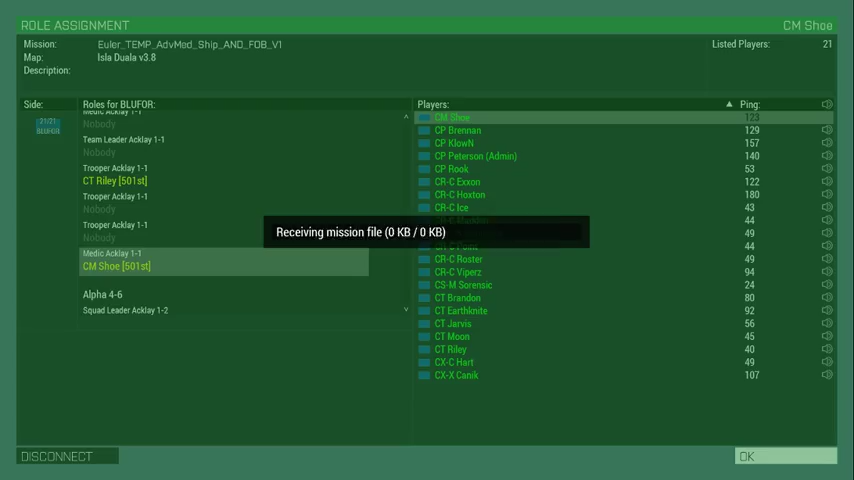 ROLE ASSIGNMENT CM Shoe
Mission: Euler_TEMP_AdvMed_Ship_AND_FOB_V1 Listed Players: 21
Map: Isla Duala v3.8
Description:
Side: Roles for BLUFOR: Players: Ping:
21/21
BLUFOR
Medic Acklay 1-1
Nobody
Team Leader Acklay 1-1
Nobody
Trooper Acklay 1-1
CT Riley [501st]
Trooper Acklay 1-1
Nobody
Trooper Acklay 1-1
Nobody
Medic Acklay 1-1
CM Shoe [501st]
Alpha 4-6
Squad Leader Acklay 1-2
CM Shoe 123
CP Brennan 129
CP KlowN 157
CP Peterson (Admin) 140
CP Rook 53
CR-C Exxon 122
CR-C Hoxton 180
CR-C Ice 43
44
Receiving mission file (0 KB / 0 KB)
49
44
CR-C Roster 49
CR-C Viperz 94
CS-M Sorensic 24
CT Brandon 80
CT Earthknite 92
CT Jarvis 56
CT Moon 45
CT Riley 40
CX-C Hart 49
CX-X Canik 107
DISCONNECT OK